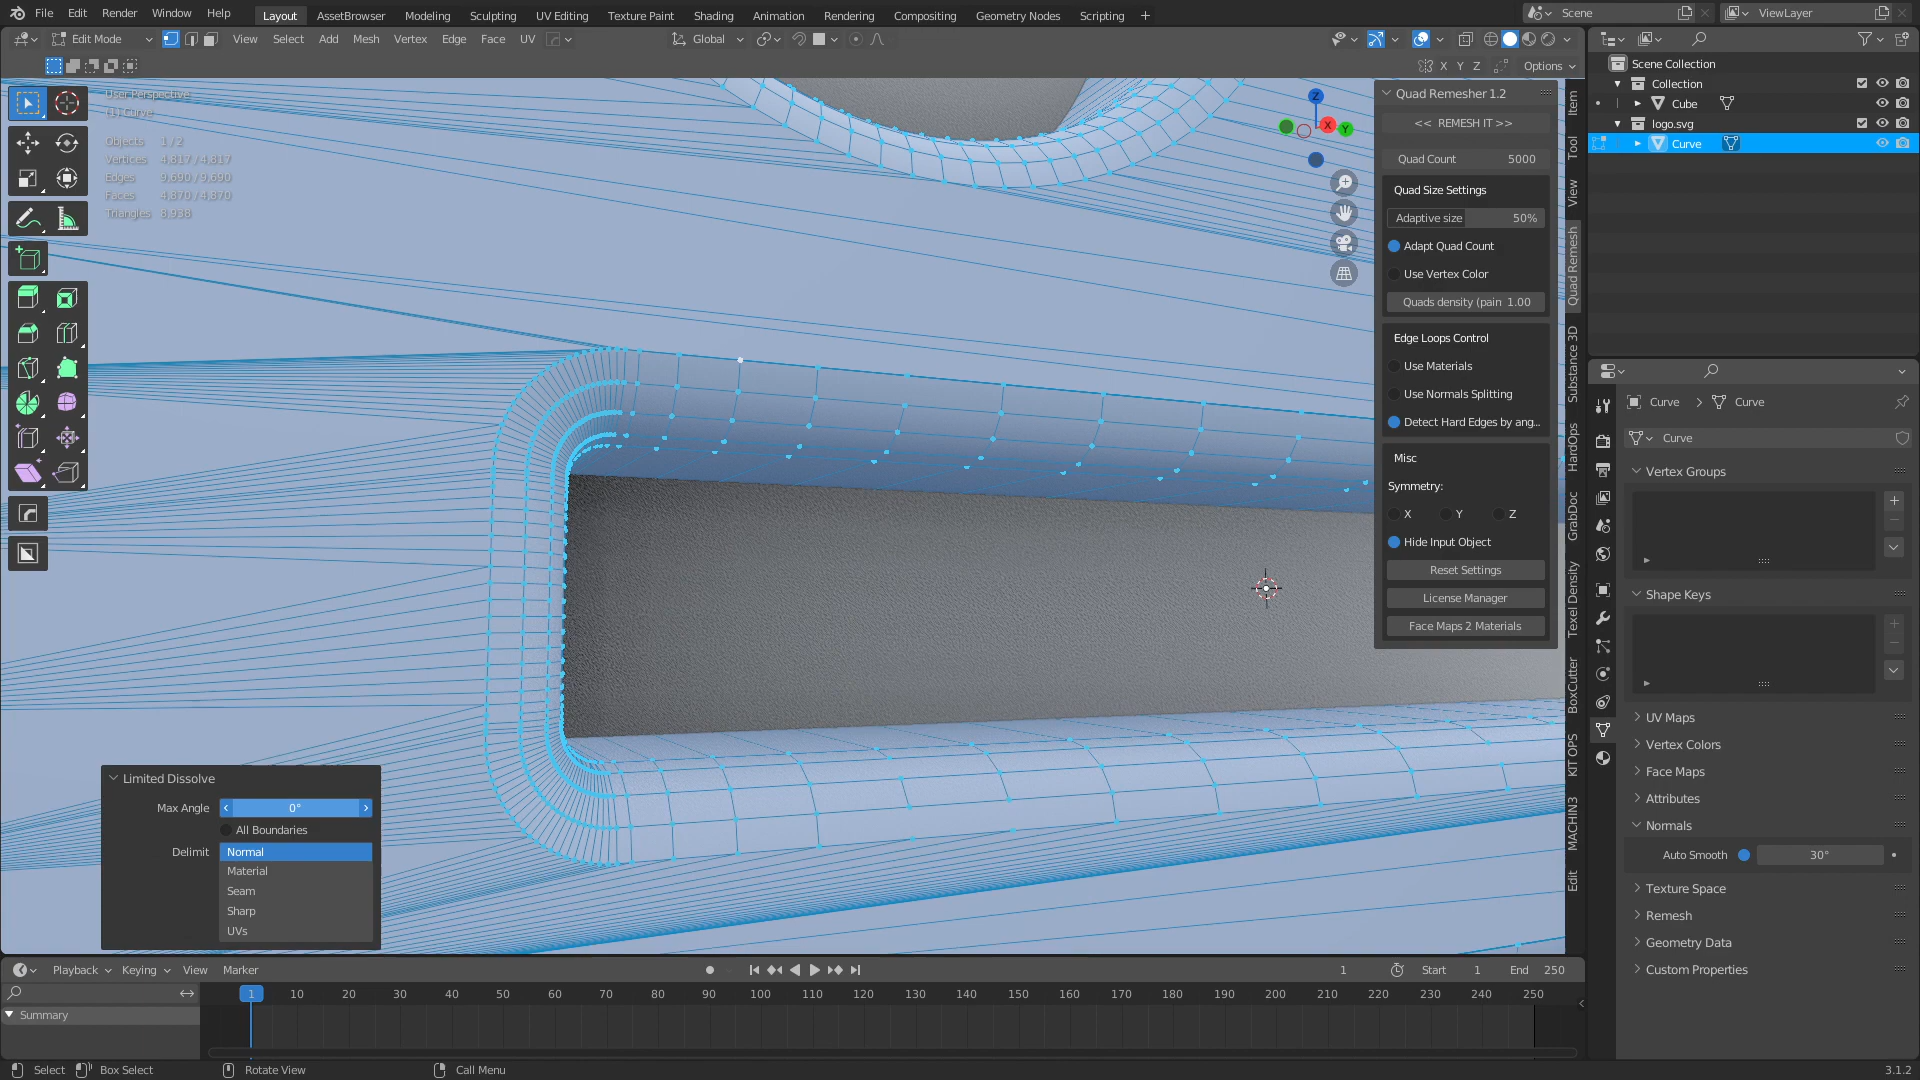 File Edit Render Window Help
Layout AssetBrowser Modeling Sculpting UV Editing Texture Paint Shading Animation Rendering Compositing Geometry Nodes Scripting +
Scene
ViewLayer
Edit Mode
View Select Add Mesh Vertex Edge Face UV
Global
X Y Z
Options
User Perspective
(1) Curve
Objects 1 / 2
Vertices 4,817 / 4,817
Edges 9,690 / 9,690
Faces 4,870 / 4,870
Triangles 8,938
Z
X
Y
Quad Remesher 1.2
<< REMESH IT >>
Quad Count 5000
Quad Size Settings
Adaptive size 50%
Adapt Quad Count
Use Vertex Color
Quads density (pain 1.00
Edge Loops Control
Use Materials
Use Normals Splitting
Detect Hard Edges by ang...
Misc
Symmetry:
X Y Z
Hide Input Object
Reset Settings
License Manager
Face Maps 2 Materials
Item
Tool
View
Quad Remesh
Substance 3D
HardOps
GrabDoc
Texel Density
BoxCutter
KIT OPS
MACHIN3
Edit
Scene Collection
Collection
Cube
logo.svg
Curve
Curve > Curve
Curve
Vertex Groups
Shape Keys
UV Maps
Vertex Colors
Face Maps
Attributes
Normals
Auto Smooth 30°
Texture Space
Remesh
Geometry Data
Custom Properties
Limited Dissolve
Max Angle 0°
All Boundaries
Delimit Normal
Material
Seam
Sharp
UVs
Playback Keying View Marker
1 Start 1 End 250
1 10 20 30 40 50 60 70 80 90 100 110 120 130 140 150 160 170 180 190 200 210 220 230 240 250
Summary
Select Box Select Rotate View Call Menu
3.1.2